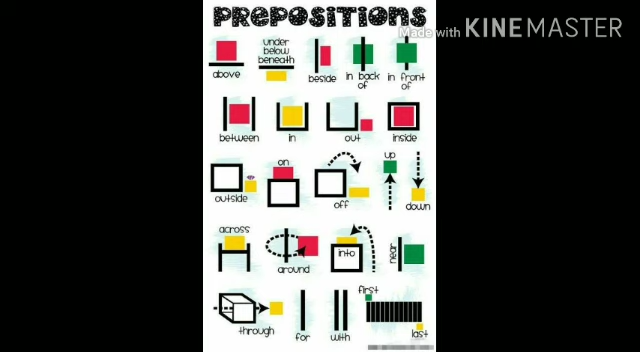 PREPOSITIONS
Made with KINEMASTER
above
under
below
beneath
beside
in back
of
in front
of
between
in
out
inside
outside
on
off
up
down
across
around
into
near
through
for
with
first
last